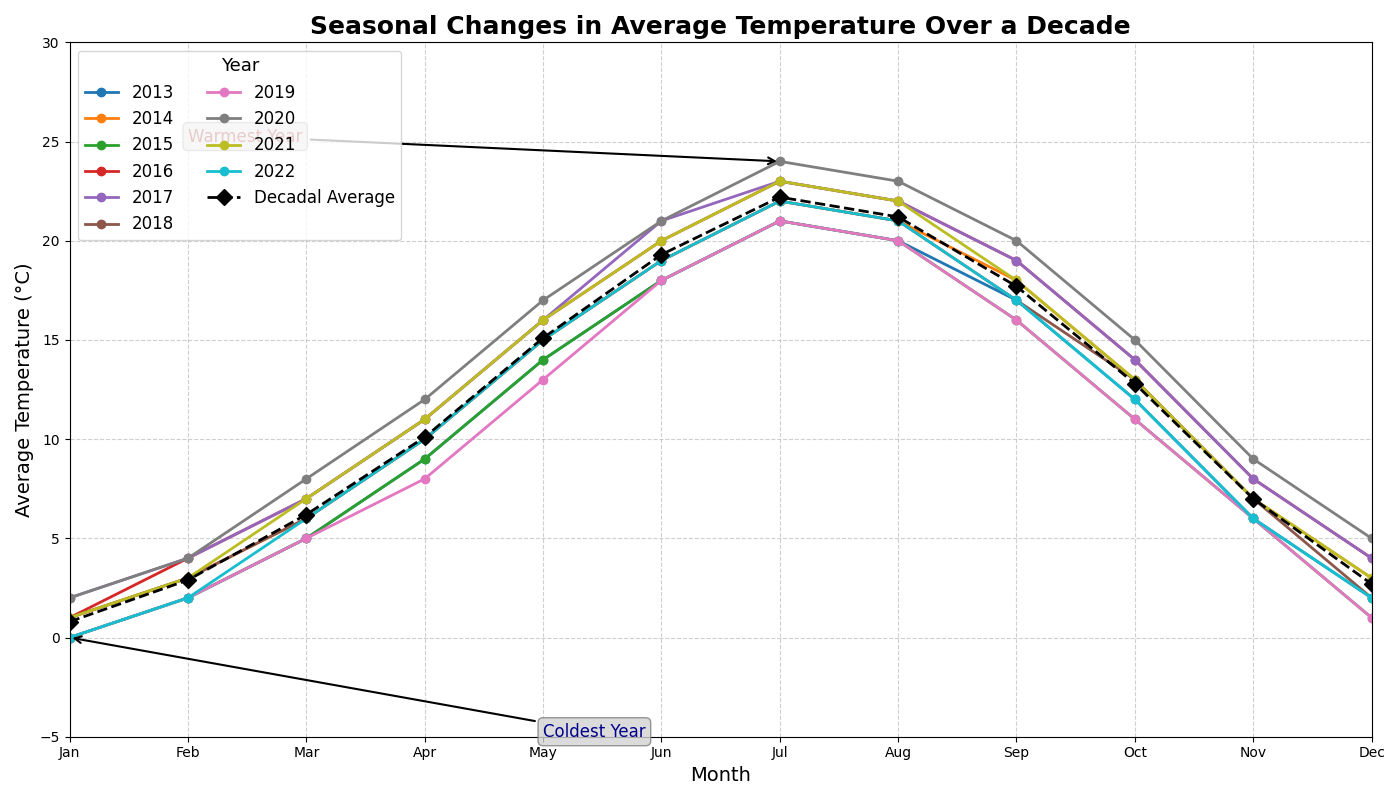 Seasonal Changes in Average Temperature Over a Decade
Average Temperature (°C)
30
25
20
15
10
5
0
−5
Year
2013
2014
2015
2016
2017
2018
2019
2020
2021
2022
Decadal Average
Warmest Year
Coldest Year
Jan
Feb
Mar
Apr
May
Jun
Jul
Aug
Sep
Oct
Nov
Dec
Month